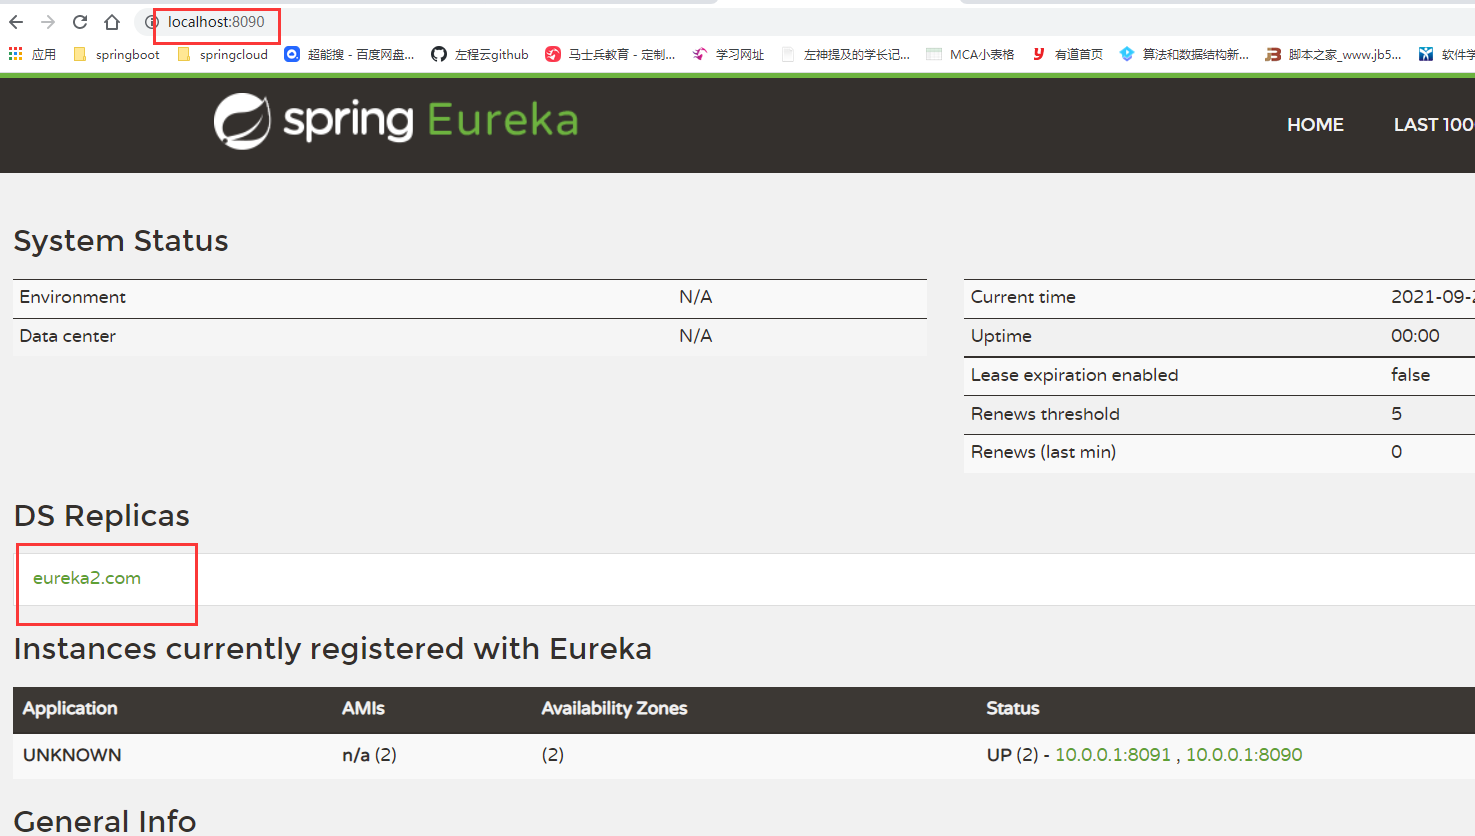 localhost:8090
应用 springboot springcloud 超能搜 - 百度网盘... 左程云github 马士兵教育 - 定制... 学习网址 左神提及的学长记... MCA小表格 有道首页 算法和数据结构新... 脚本之家_www.jb5... 软件学
spring Eureka
HOME LAST 100
System Status
Environment N/A
Data center N/A
Current time 2021-09-2
Uptime 00:00
Lease expiration enabled false
Renews threshold 5
Renews (last min) 0
DS Replicas
eureka2.com
Instances currently registered with Eureka
Application AMIs Availability Zones Status
UNKNOWN n/a (2) (2) UP (2) - 10.0.0.1:8091 , 10.0.0.1:8090
General Info